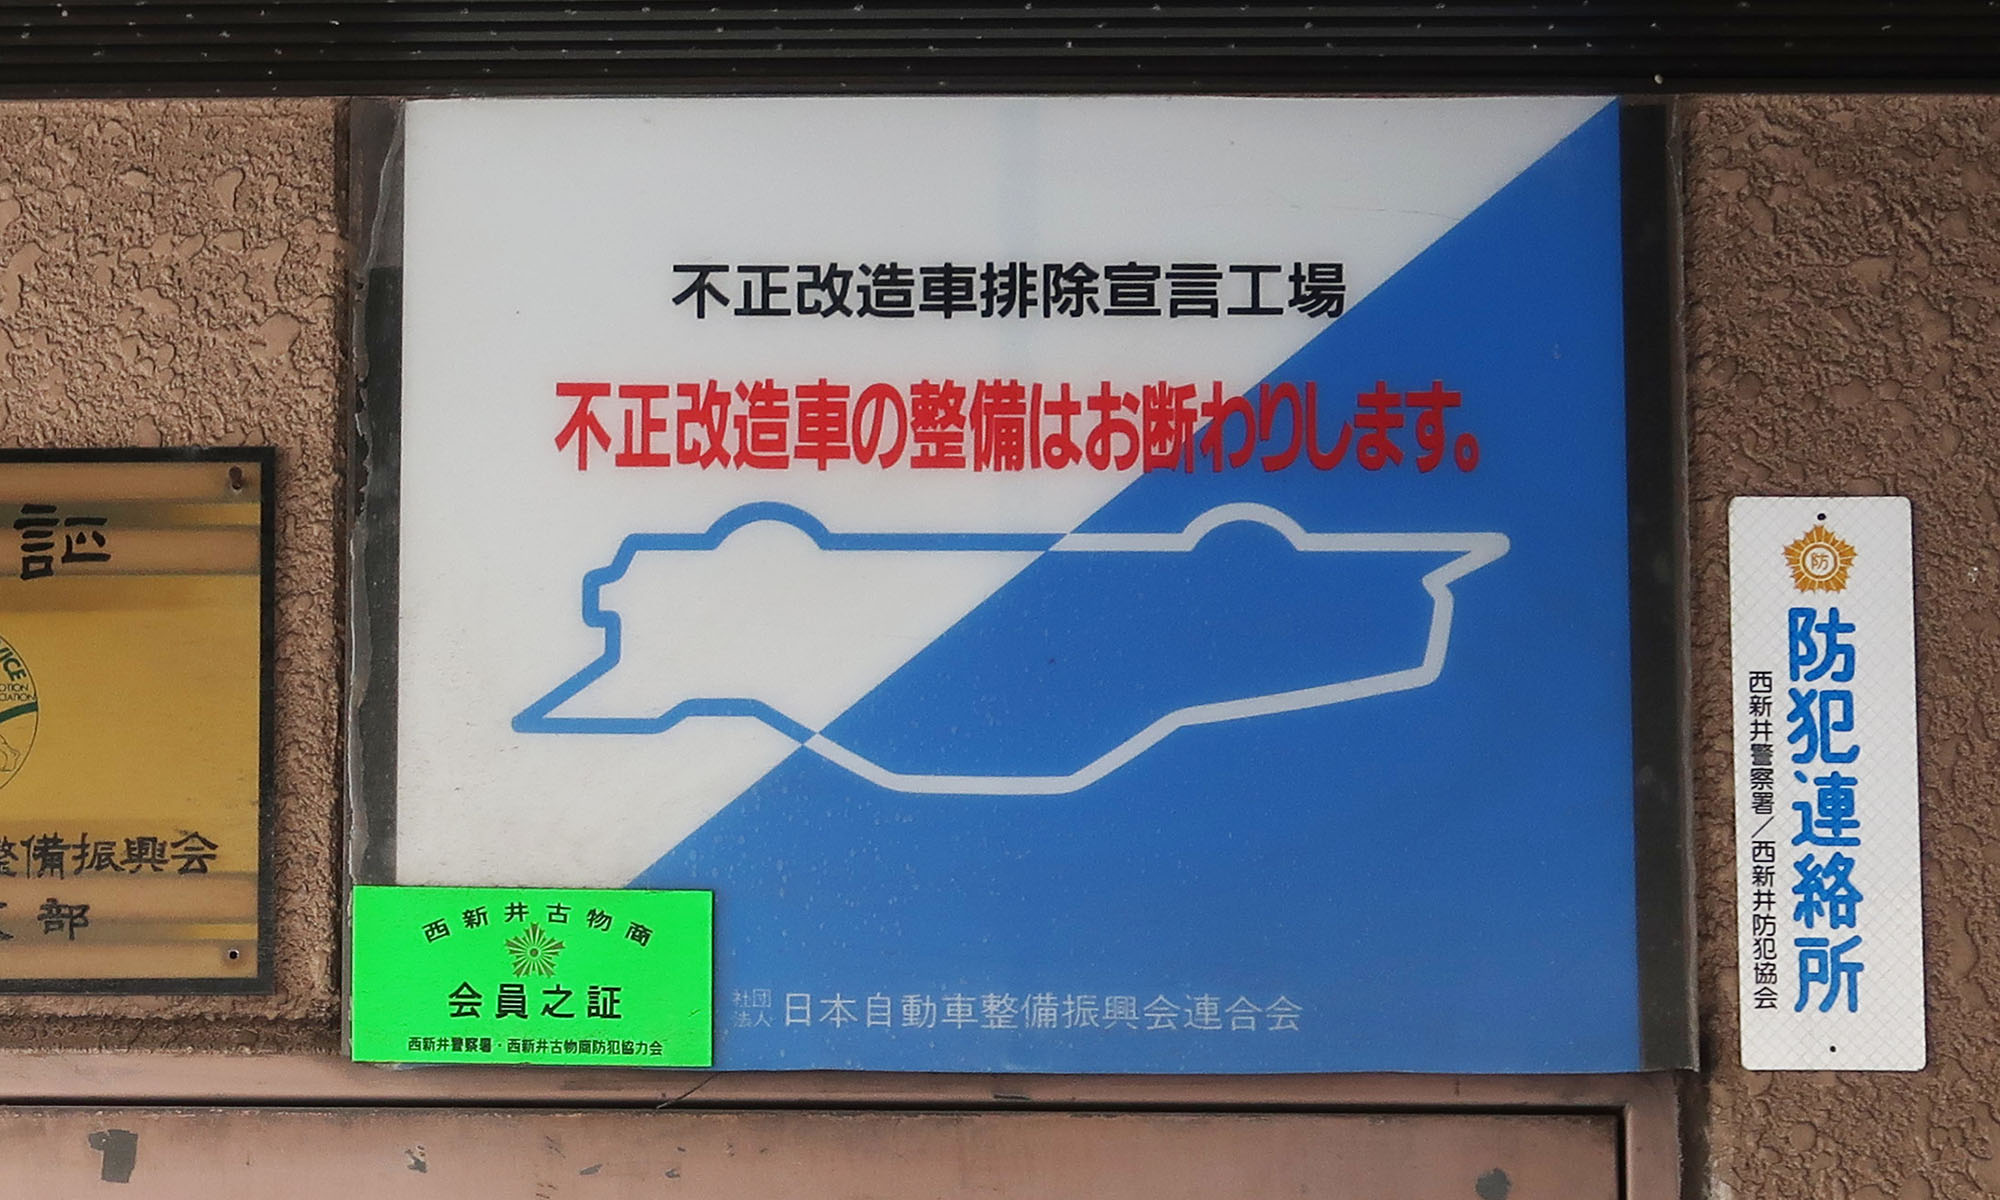 不正改造車排除宣言工場
不正改造車の整備はお断わりします。
社団法人 日本自動車整備振興会連合会
西新井古物商
会員之証
西新井警察署・西新井古物商防犯協力会
証
整備振興会
部
防
防犯連絡所
西新井警察署／西新井防犯協会